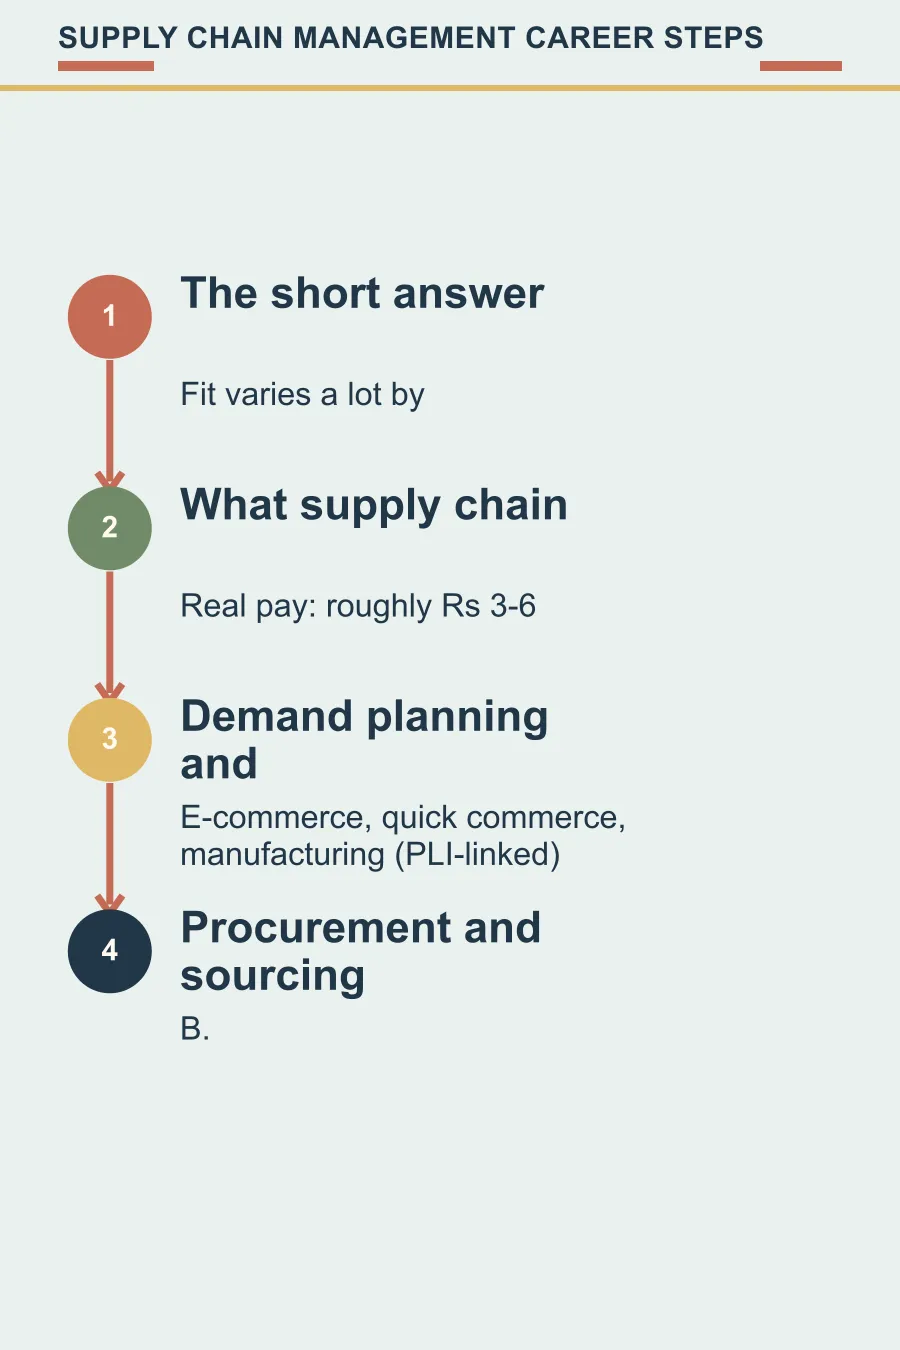 SUPPLY CHAIN MANAGEMENT CAREER STEPS
1
The short answer
Fit varies a lot by
2
What supply chain
Real pay: roughly Rs 3-6
3
Demand planning
and
E-commerce, quick commerce,
manufacturing (PLI-linked)
4
Procurement and
sourcing
B.